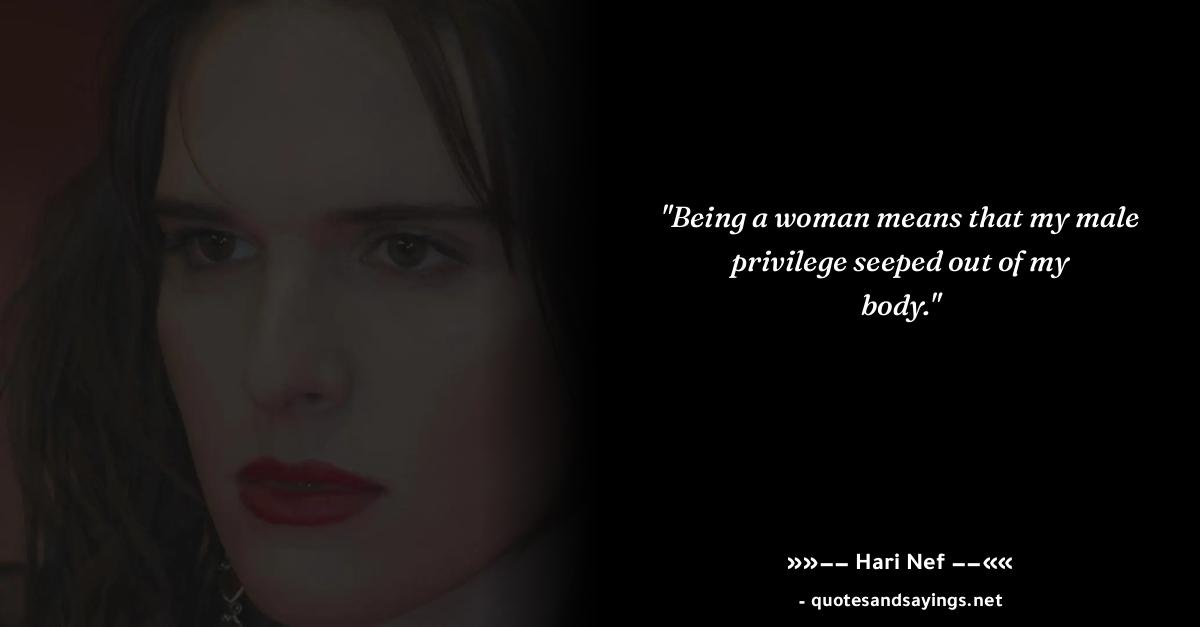 "Being a woman means that my male
privilege seeped out of my
body."
»»―― Hari Nef ――««
- quotesandsayings.net